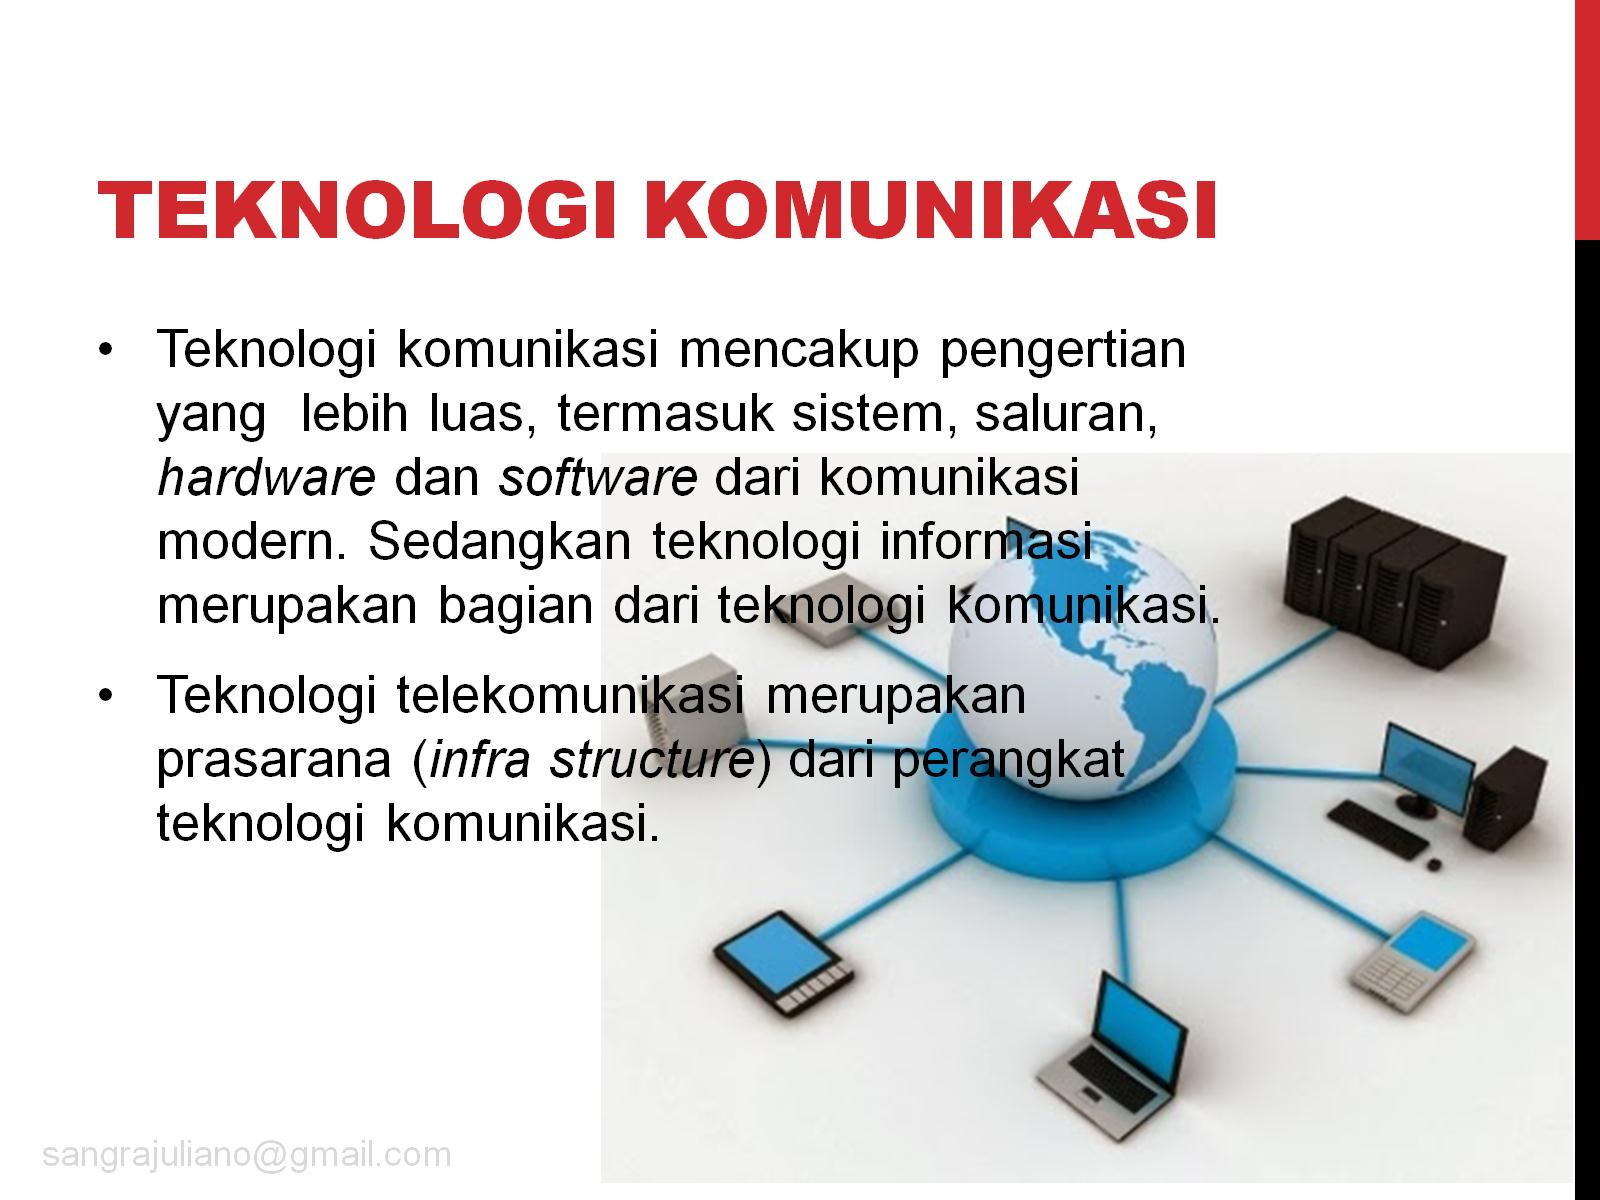 TEKNOLOGI KOMUNIKASI
• Teknologi komunikasi mencakup pengertian
yang lebih luas, termasuk sistem, saluran,
hardware dan software dari komunikasi
modern. Sedangkan teknologi informasi
merupakan bagian dari teknologi komunikasi.
• Teknologi telekomunikasi merupakan
prasarana (infra structure) dari perangkat
teknologi komunikasi.
sangrajuliano@gmail.com